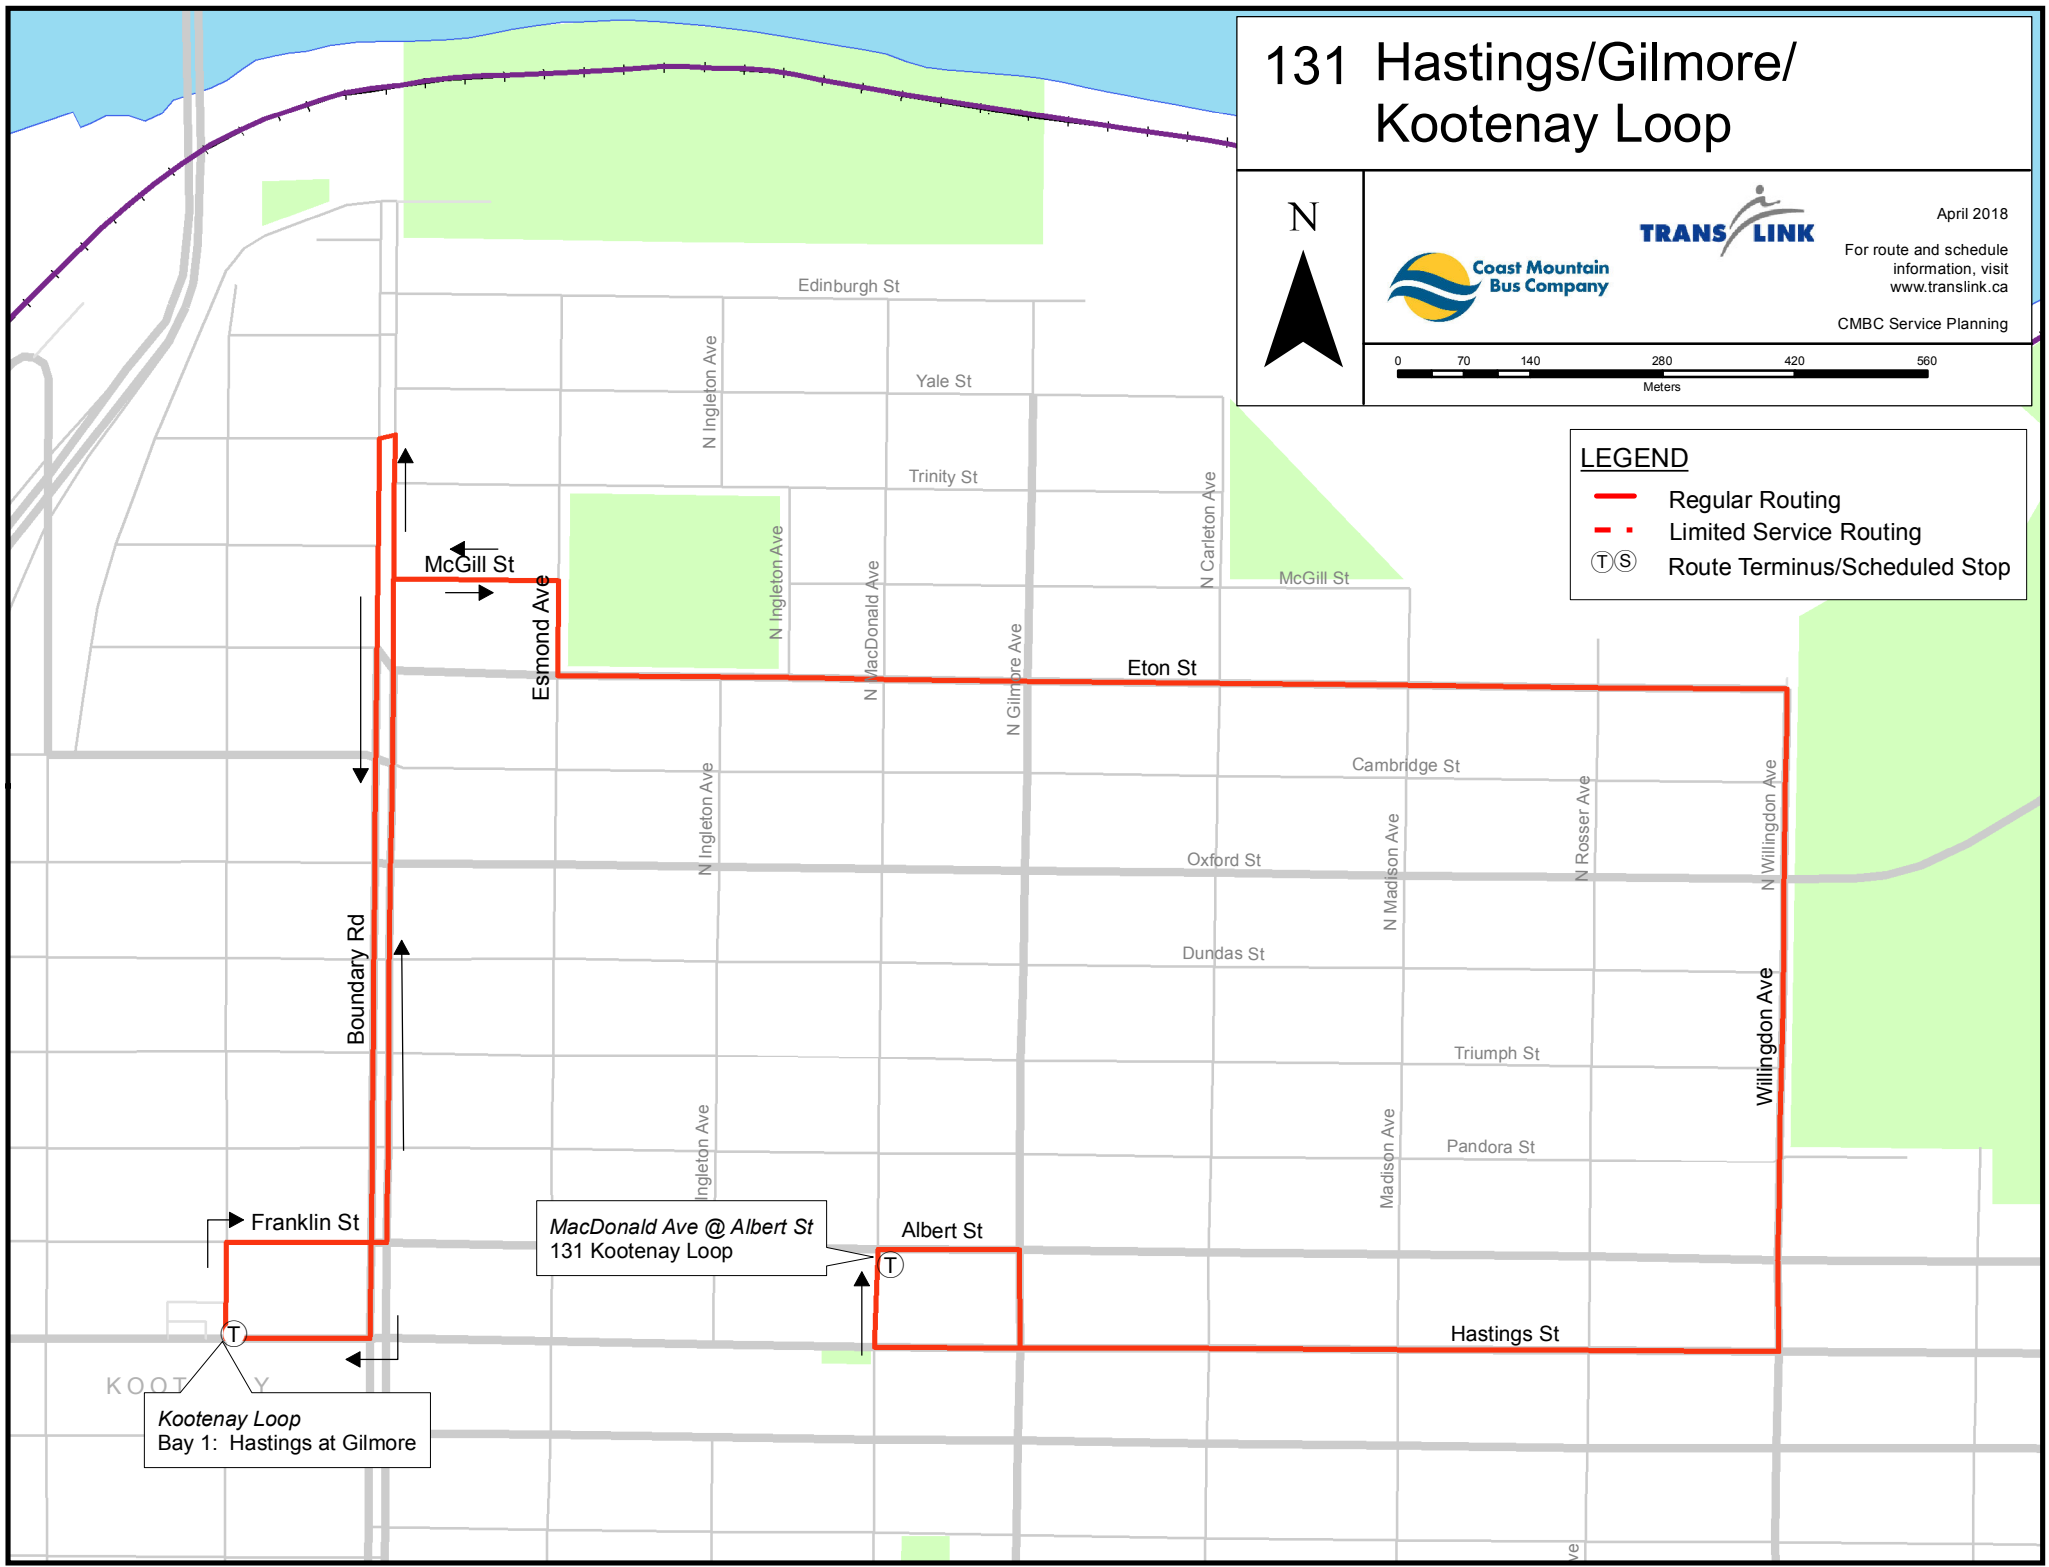 131 Hastings/Gilmore/
Kootenay Loop
N
TRANS LINK
Coast Mountain
Bus Company
April 2018
For route and schedule
information, visit
www.translink.ca
CMBC Service Planning
0 70 140 280 420 560
Meters
LEGEND
Regular Routing
Limited Service Routing
T S Route Terminus/Scheduled Stop
Edinburgh St
N Ingleton Ave
Yale St
Trinity St
N Carleton Ave
McGill St
Esmond Ave
N Ingleton Ave
N MacDonald Ave
McGill St
N Gilmore Ave
Eton St
Cambridge St
N Ingleton Ave
N Madison Ave
N Rosser Ave
N Willingdon Ave
Oxford St
Boundary Rd
Dundas St
Willingdon Ave
Triumph St
Ingleton Ave
Madison Ave
Pandora St
Franklin St
MacDonald Ave @ Albert St
131 Kootenay Loop
Albert St
T
T
Hastings St
KOOT Y
Kootenay Loop
Bay 1: Hastings at Gilmore
ve